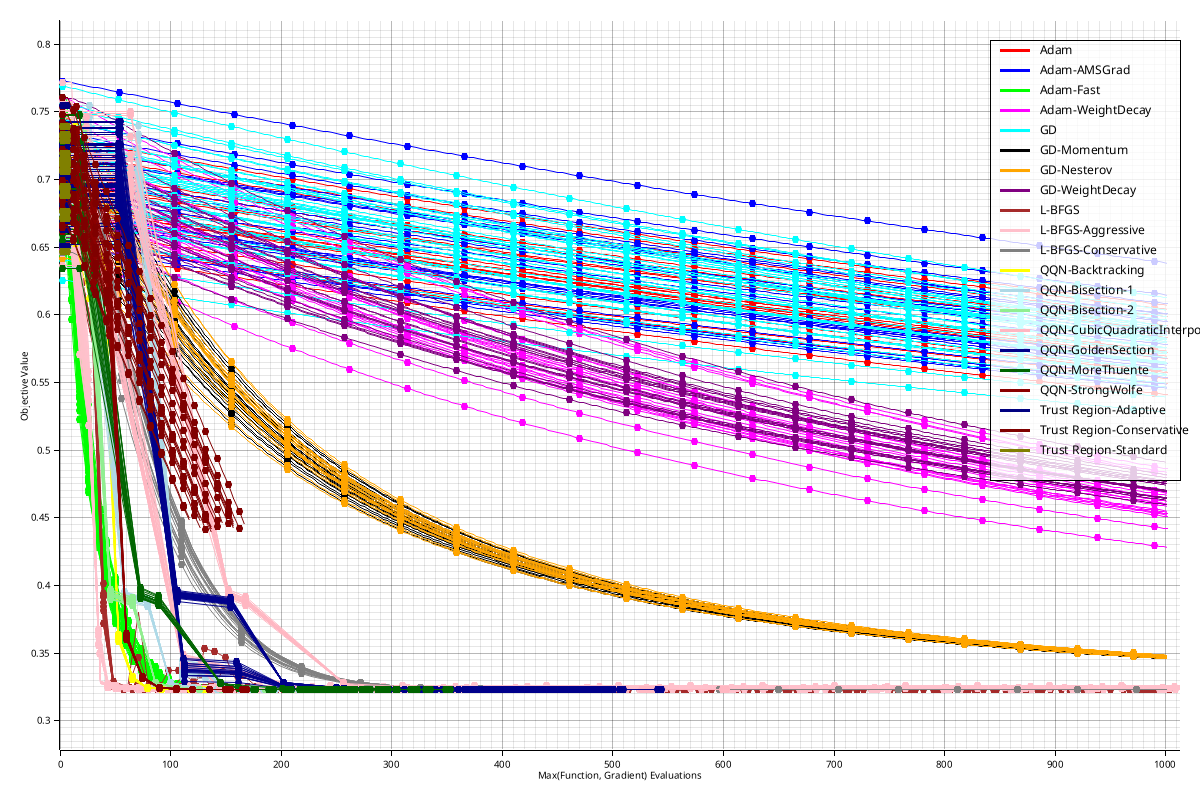 0.8
0.75
0.7
0.65
0.6
0.55
0.5
0.45
0.4
0.35
0.3
Objective Value
0 100 200 300 400 500 600 700 800 900 1000
Max(Function, Gradient) Evaluations
Adam
Adam-AMSGrad
Adam-Fast
Adam-WeightDecay
GD
GD-Momentum
GD-Nesterov
GD-WeightDecay
L-BFGS
L-BFGS-Aggressive
L-BFGS-Conservative
QQN-Backtracking
QQN-Bisection-1
QQN-Bisection-2
QQN-CubicQuadraticInterpo
QQN-GoldenSection
QQN-MoreThuente
QQN-StrongWolfe
Trust Region-Adaptive
Trust Region-Conservative
Trust Region-Standard